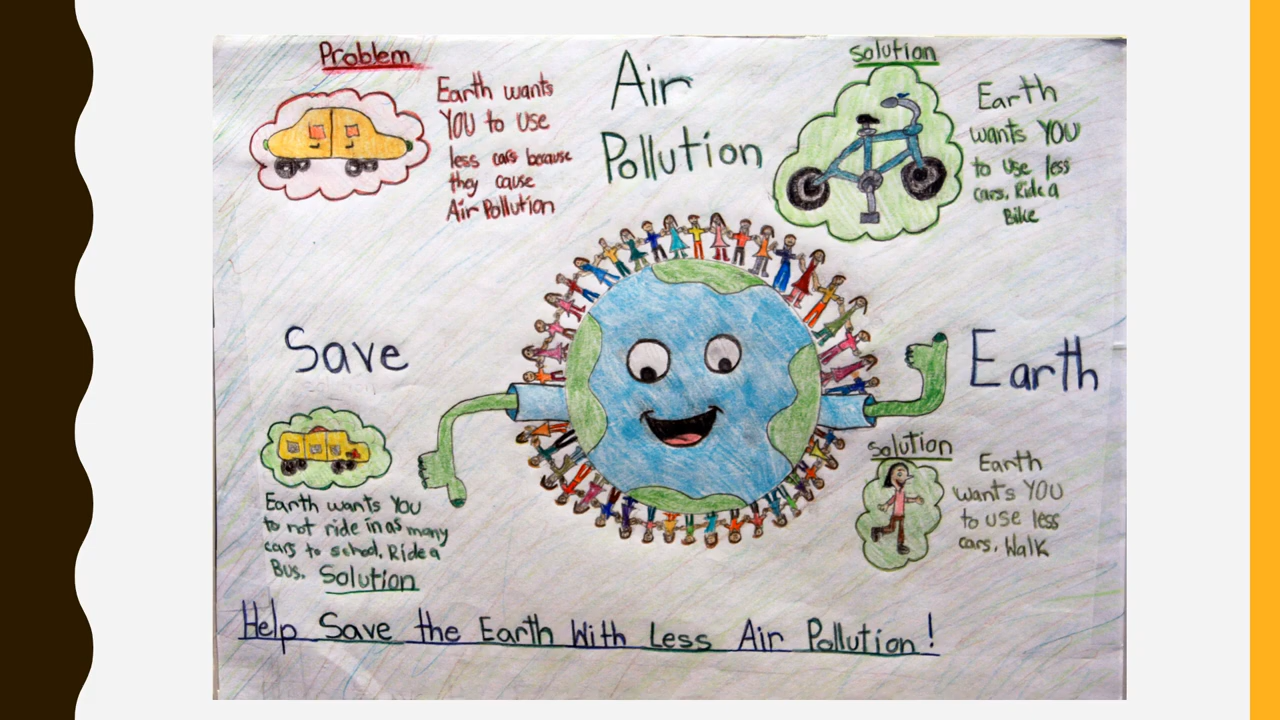 Problem
Earth wants
YOU to use
less cars because
they cause
Air Pollution
Air
Pollution
Solution
Earth
wants YOU
to use less
cars, Ride a
Bike
Save
Earth
Earth wants YOU
to not ride in as many
cars to school, Ride a
Bus. Solution
Solution
Earth
wants YOU
to use less
cars, Walk
Help Save the Earth With Less Air Pollution!